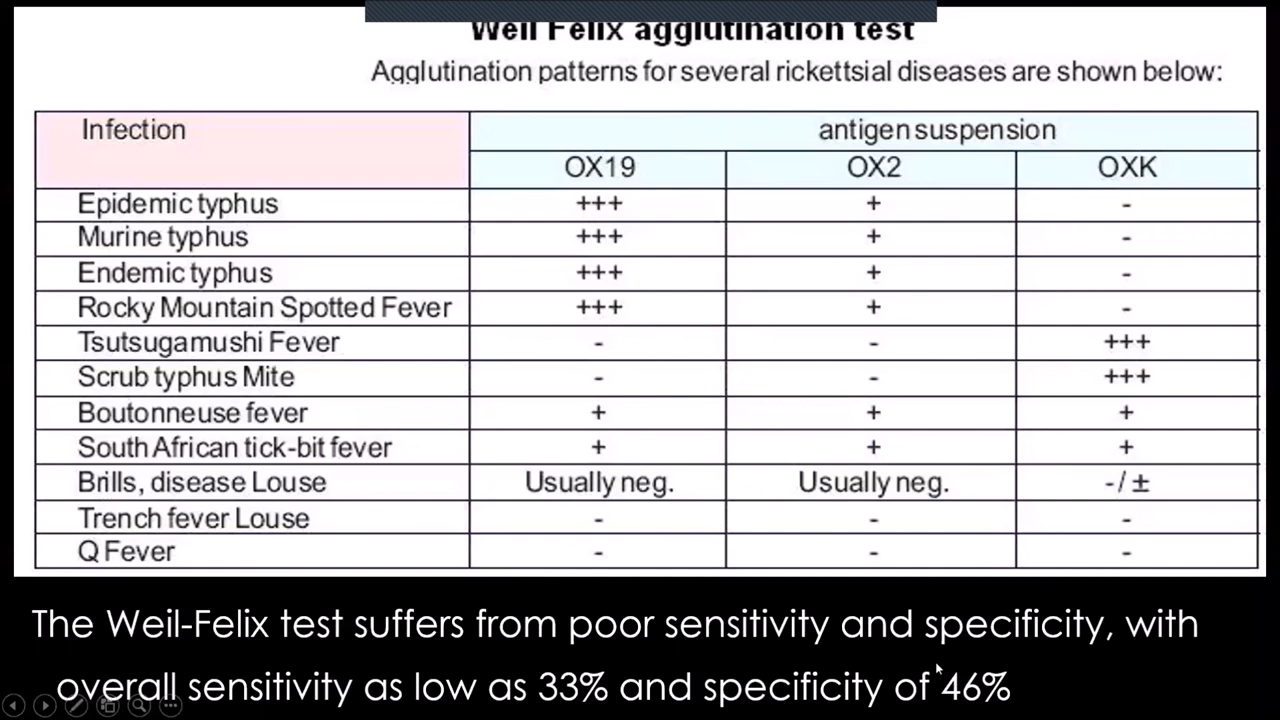 Weil Felix agglutination test
Agglutination patterns for several rickettsial diseases are shown below:
Infection antigen suspension
OX19 OX2 OXK
Epidemic typhus +++ + -
Murine typhus +++ + -
Endemic typhus +++ + -
Rocky Mountain Spotted Fever +++ + -
Tsutsugamushi Fever - - +++
Scrub typhus Mite - - +++
Boutonneuse fever + + +
South African tick-bit fever + + +
Brills, disease Louse Usually neg. Usually neg. -/ ±
Trench fever Louse - - -
Q Fever - - -
The Weil-Felix test suffers from poor sensitivity and specificity, with
overall sensitivity as low as 33% and specificity of 46%